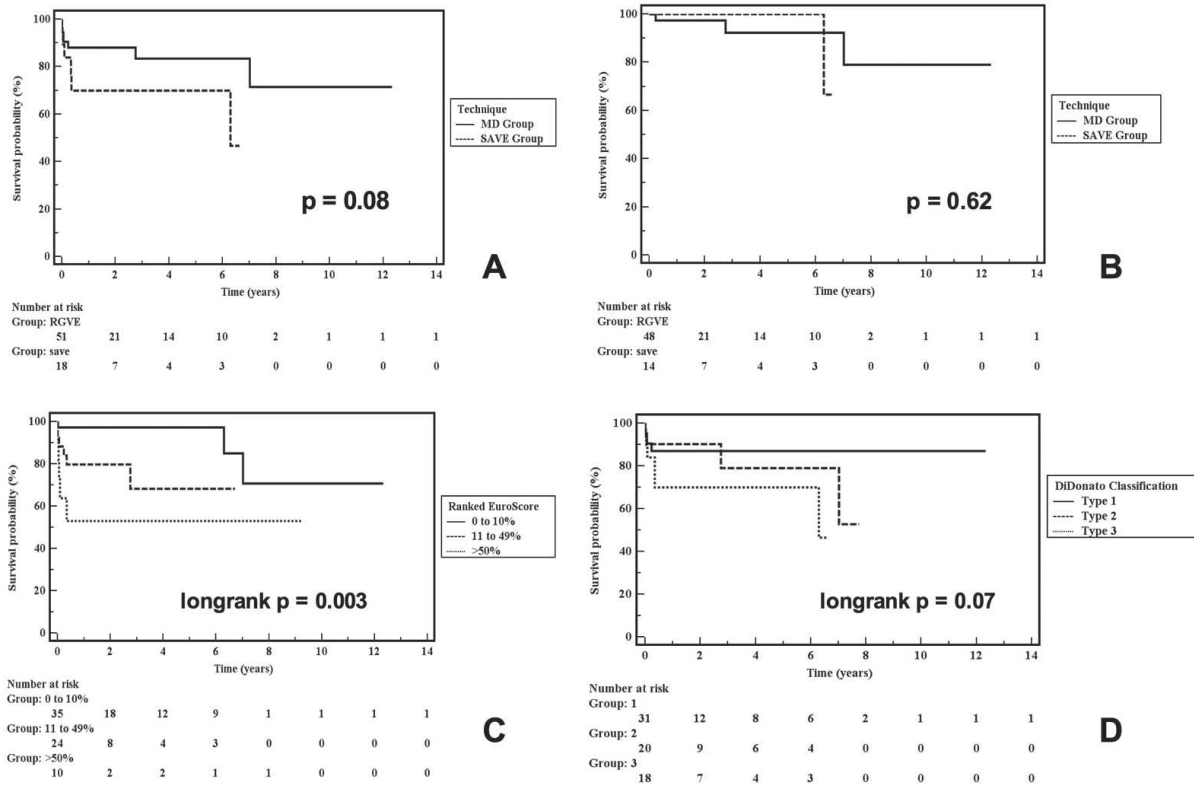 100
80
60
40
20
0
Survival probability (%)
0 2 4 6 8 10 12 14
Time (years)
p = 0.08
A
Technique
MD Group
SAVE Group
Number at risk
Group: RGVE
51 21 14 10 2 1 1 1
Group: save
18 7 4 3 0 0 0 0
100
80
60
40
20
0
Survival probability (%)
0 2 4 6 8 10 12 14
Time (years)
p = 0.62
B
Technique
MD Group
SAVE Group
Number at risk
Group: RGVE
48 21 14 10 2 1 1 1
Group: save
14 7 4 3 0 0 0 0
100
80
60
40
20
0
Survival probability (%)
0 2 4 6 8 10 12 14
Time (years)
longrank p = 0.003
C
Ranked EuroScore
0 to 10%
11 to 49%
>50%
Number at risk
Group: 0 to 10%
35 18 12 9 1 1 1 1
Group: 11 to 49%
24 8 4 3 0 0 0 0
Group: >50%
10 2 2 1 1 0 0 0
100
80
60
40
20
0
Survival probability (%)
0 2 4 6 8 10 12 14
Time (years)
longrank p = 0.07
D
DiDonato Classification
Type 1
Type 2
Type 3
Number at risk
Group: 1
31 12 8 6 2 1 1 1
Group: 2
20 9 6 4 0 0 0 0
Group: 3
18 7 4 3 0 0 0 0